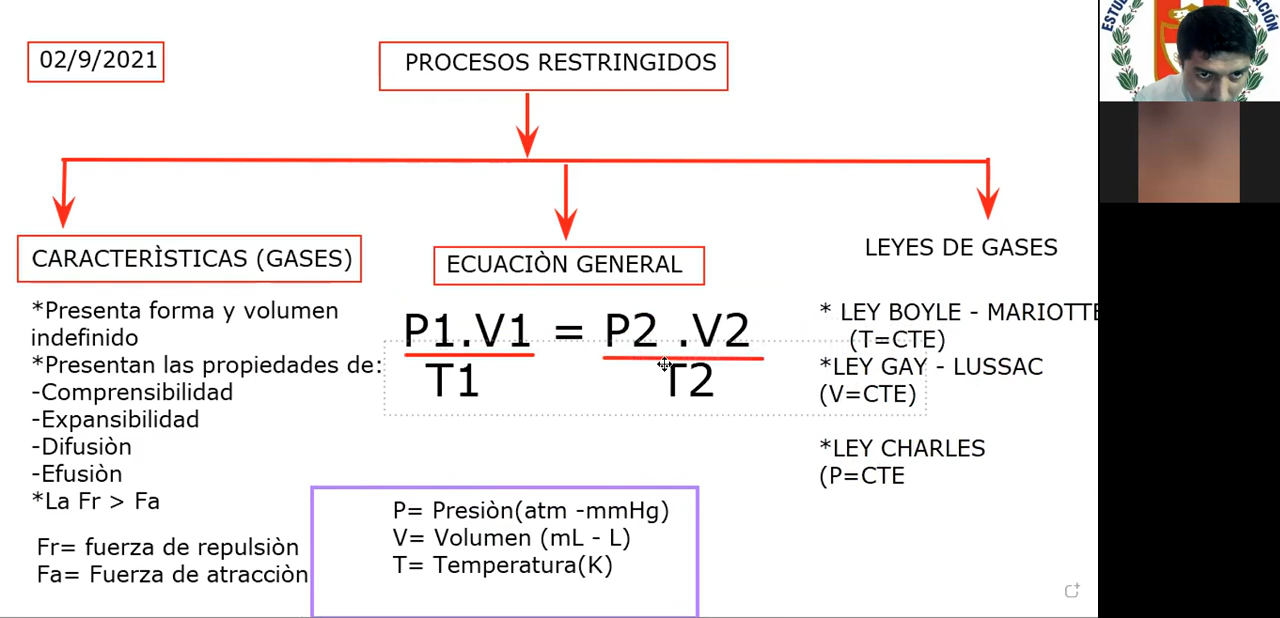 02/9/2021
PROCESOS RESTRINGIDOS
CARACTERÌSTICAS (GASES)
*Presenta forma y volumen
indefinido
*Presentan las propiedades de:
-Comprensibilidad
-Expansibilidad
-Difusiòn
-Efusiòn
*La Fr > Fa
Fr= fuerza de repulsiòn
Fa= Fuerza de atracciòn
ECUACIÒN GENERAL
P1.V1 = P2 .V2
T1 T2
P= Presiòn(atm -mmHg)
V= Volumen (mL - L)
T= Temperatura(K)
LEYES DE GASES
* LEY BOYLE - MARIOTTE
(T=CTE)
*LEY GAY - LUSSAC
(V=CTE)
*LEY CHARLES
(P=CTE